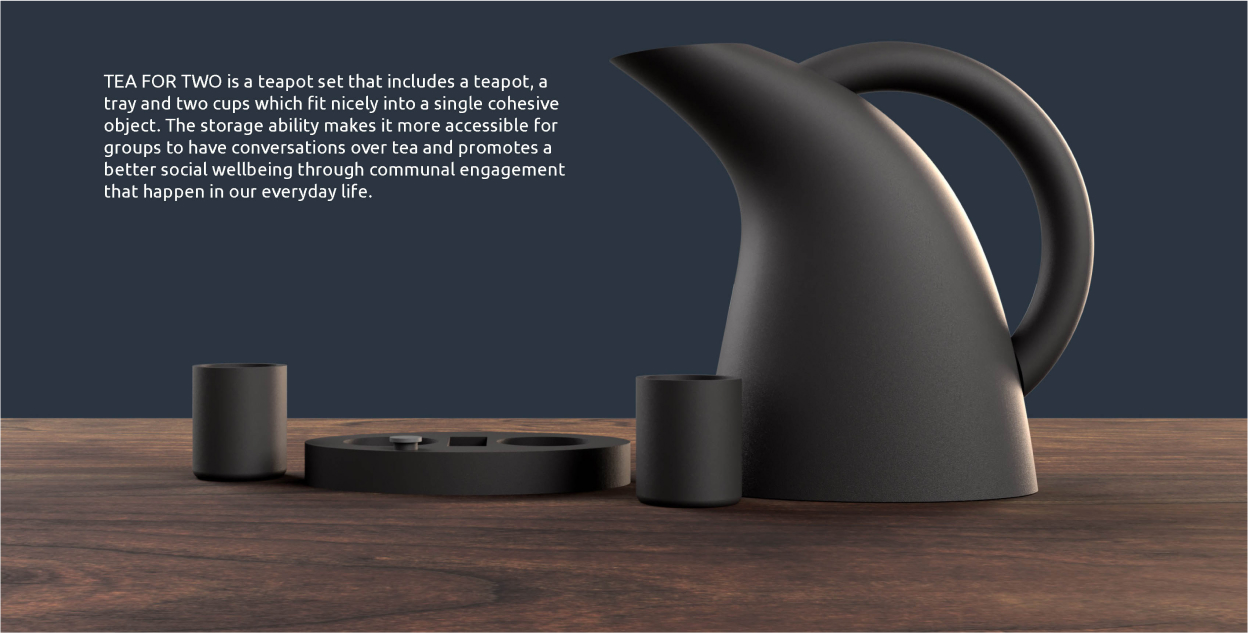 TEA FOR TWO is a teapot set that includes a teapot, a
tray and two cups which fit nicely into a single cohesive
object. The storage ability makes it more accessible for
groups to have conversations over tea and promotes a
better social wellbeing through communal engagement
that happen in our everyday life.